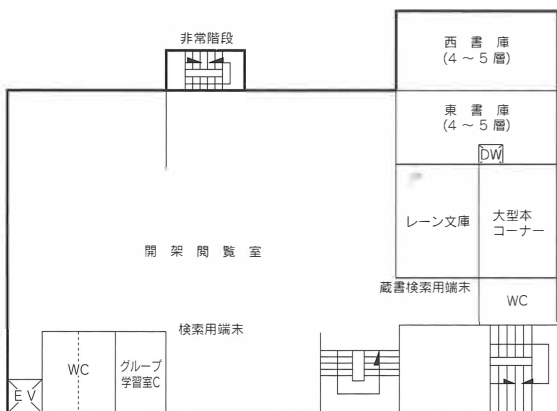 非常階段
西書庫
(4～5層)
東書庫
(4～5層)
DW
レーン文庫
大型本
コーナー
開架閲覧室
蔵書検索用端末
WC
検索用端末
WC
グループ
学習室C
EV